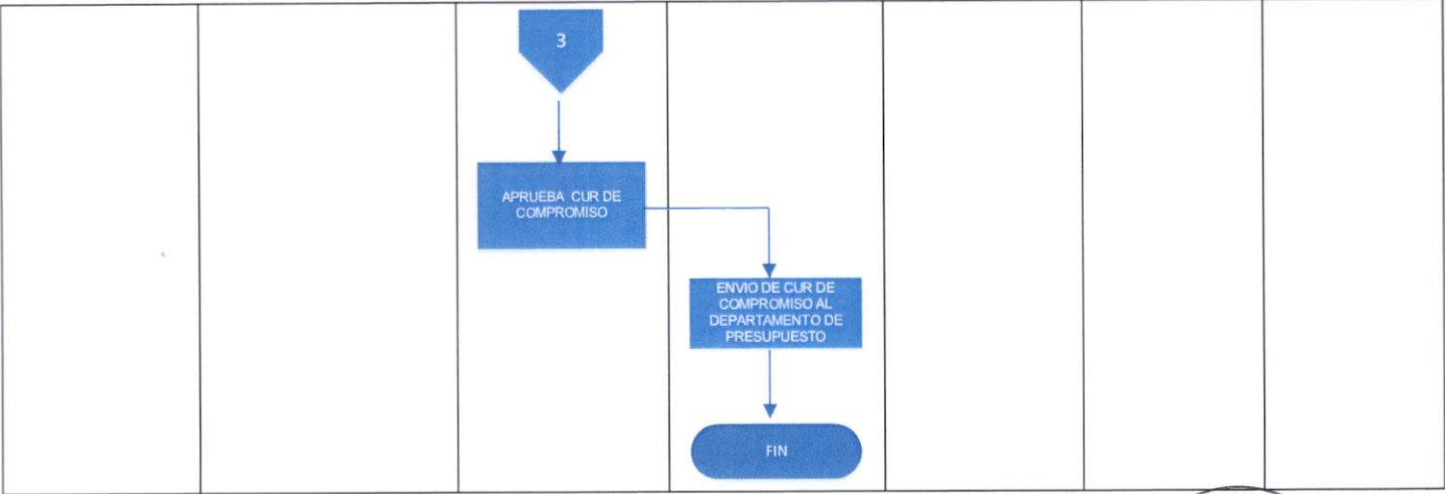 3
APRUEBA CUR DE
COMPROMISO
ENVIO DE CUR DE
COMPROMISO AL
DEPARTAMENTO DE
PRESUPUESTO
FIN